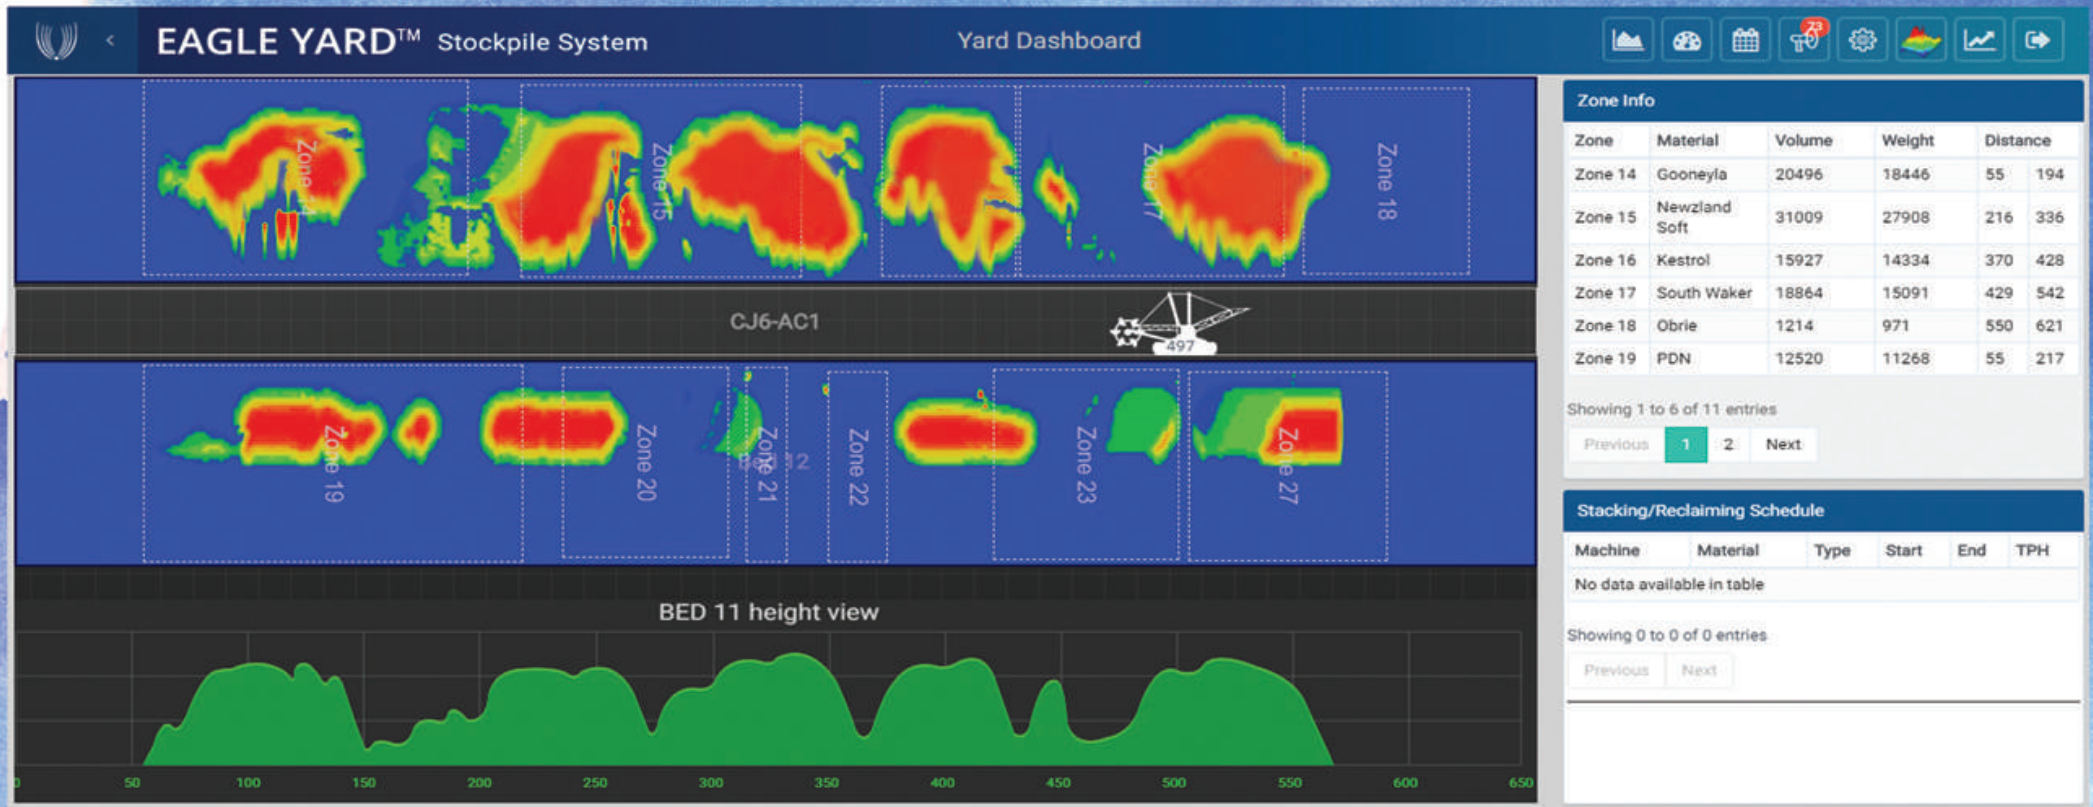 EAGLE YARD™ Stockpile System
Yard Dashboard
73
Zone 14
Zone 15
Zone 17
Zone 18
CJ6-AC1
497
Zone 19
Zone 20
Zone 21
Bed 12
Zone 22
Zone 23
Zone 27
BED 11 height view
0 50 100 150 200 250 300 350 400 450 500 550 600 650
Zone Info
Zone Material Volume Weight Distance
Zone 14 Gooneyla 20496 18446 55 194
Zone 15 Newzland Soft 31009 27908 216 336
Zone 16 Kestrol 15927 14334 370 428
Zone 17 South Waker 18864 15091 429 542
Zone 18 Obrie 1214 971 550 621
Zone 19 PDN 12520 11268 55 217
Showing 1 to 6 of 11 entries
Previous 1 2 Next
Stacking/Reclaiming Schedule
Machine Material Type Start End TPH
No data available in table
Showing 0 to 0 of 0 entries
Previous Next